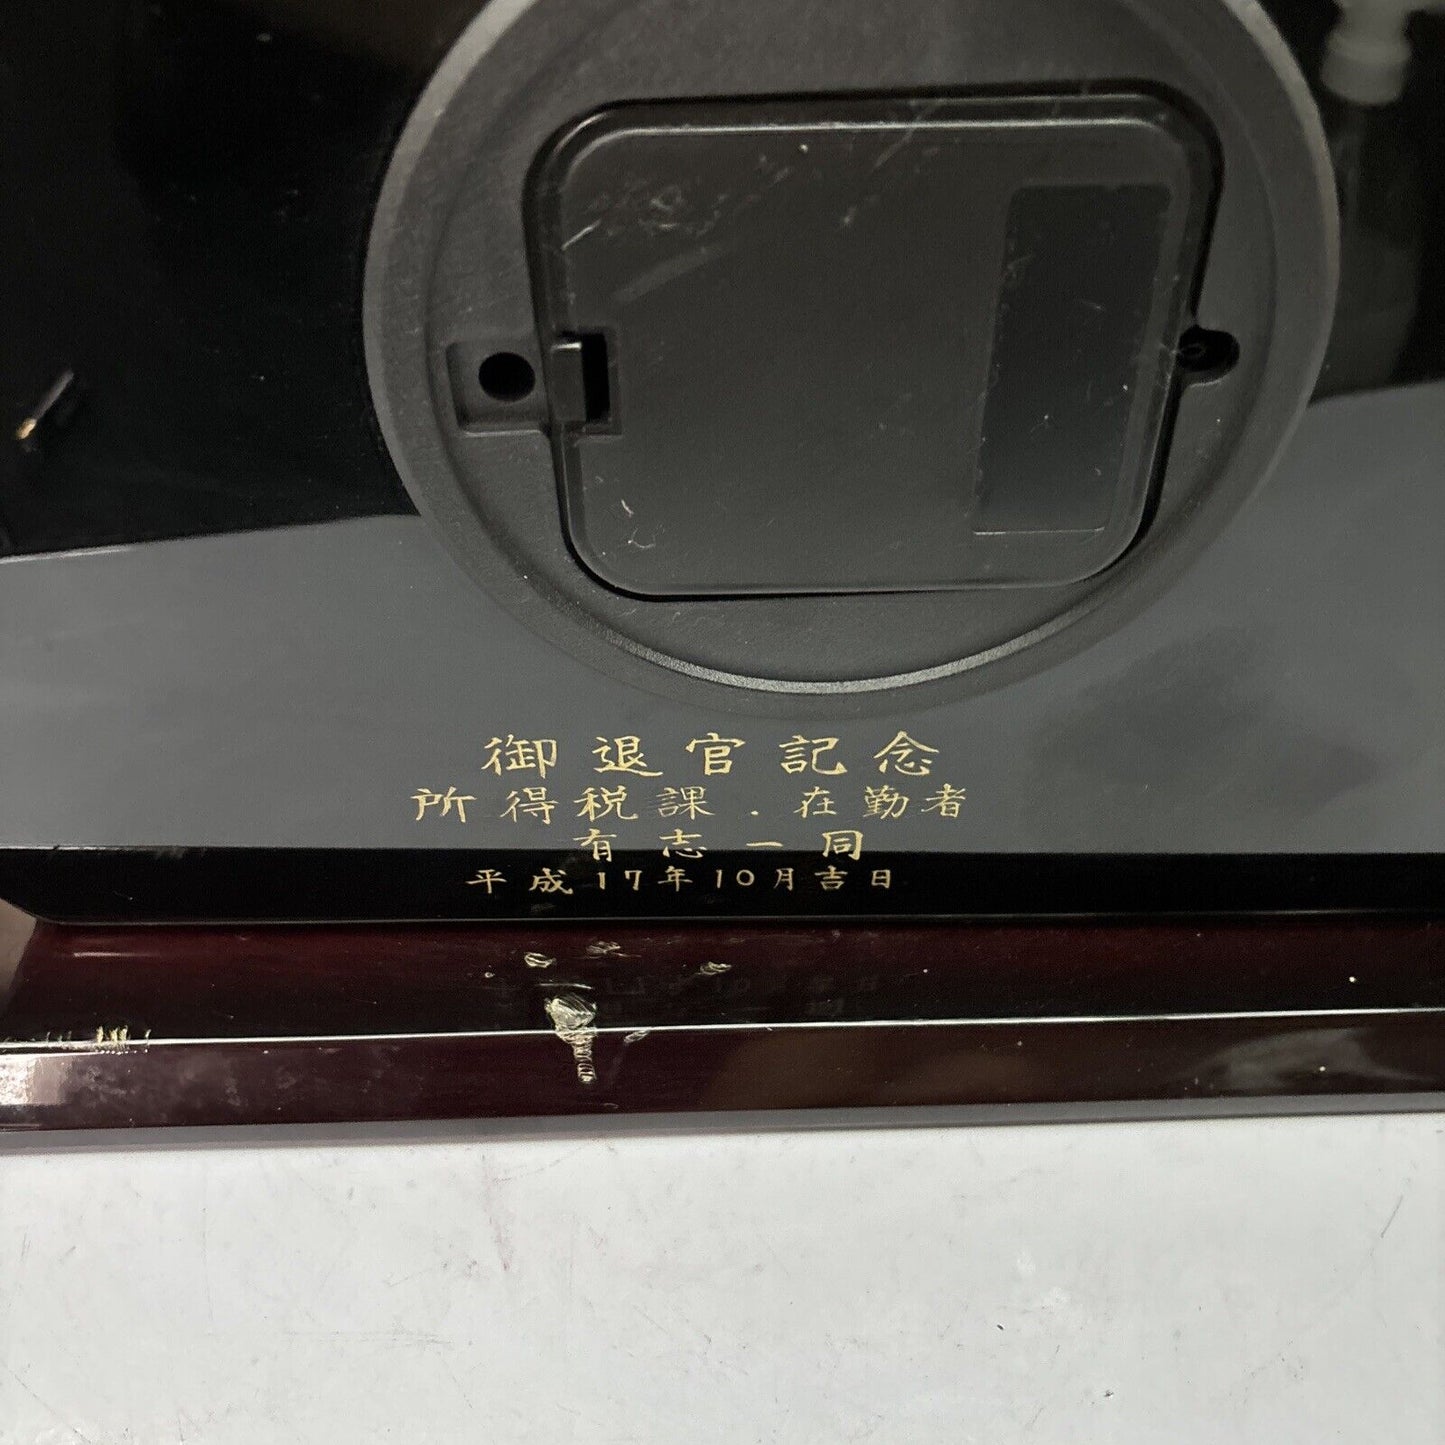 御退官記念
所得税課.在勤者
有志一同
平成17年10月吉日